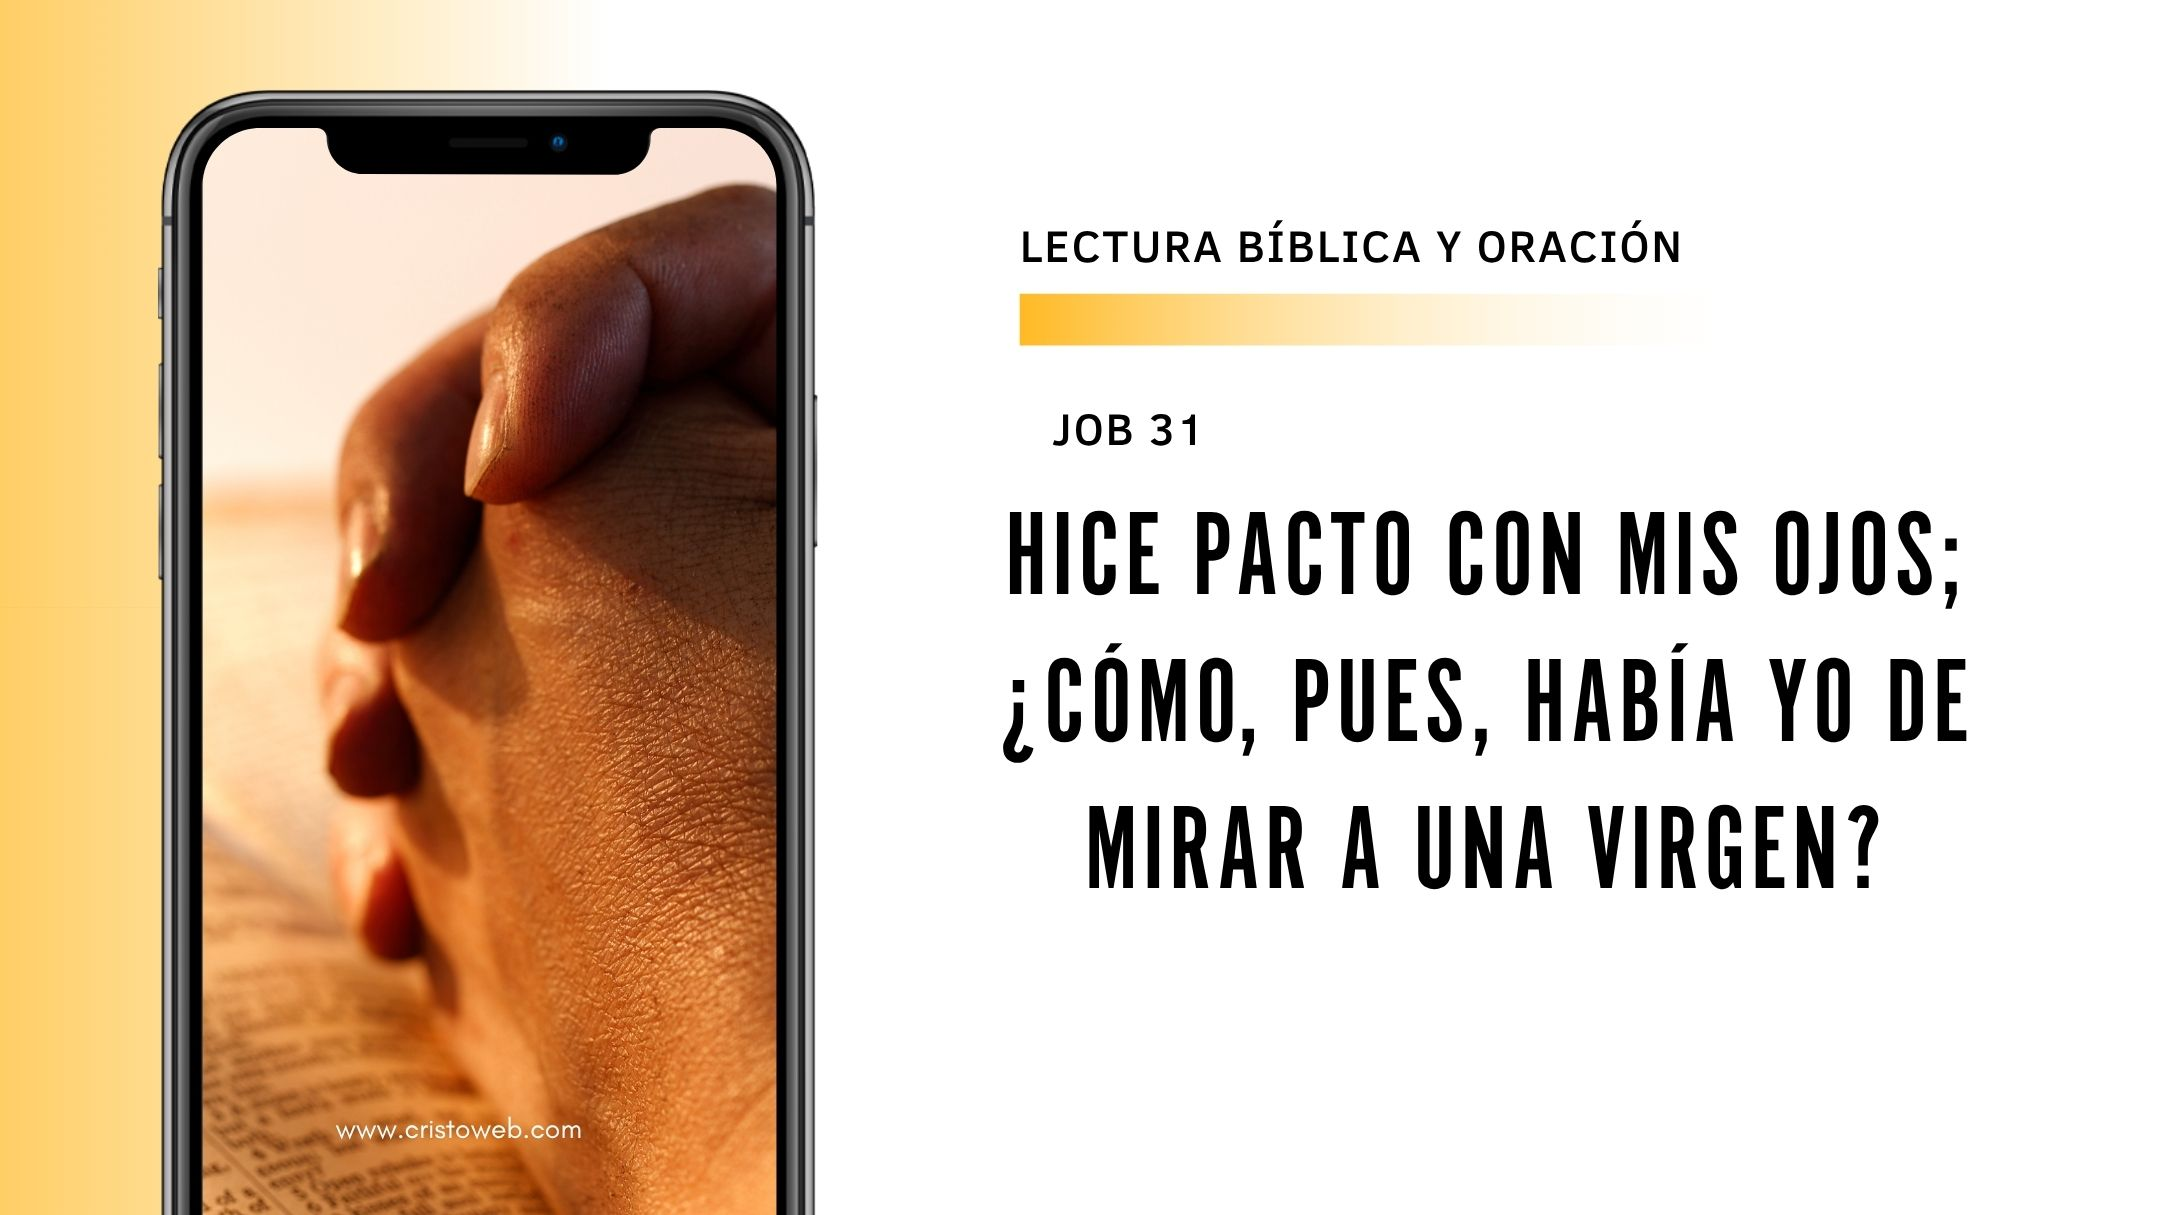 LECTURA BÍBLICA Y ORACIÓN
JOB 31
HICE PACTO CON MIS OJOS;
¿CÓMO, PUES, HABÍA YO DE
MIRAR A UNA VIRGEN?
www.cristoweb.com